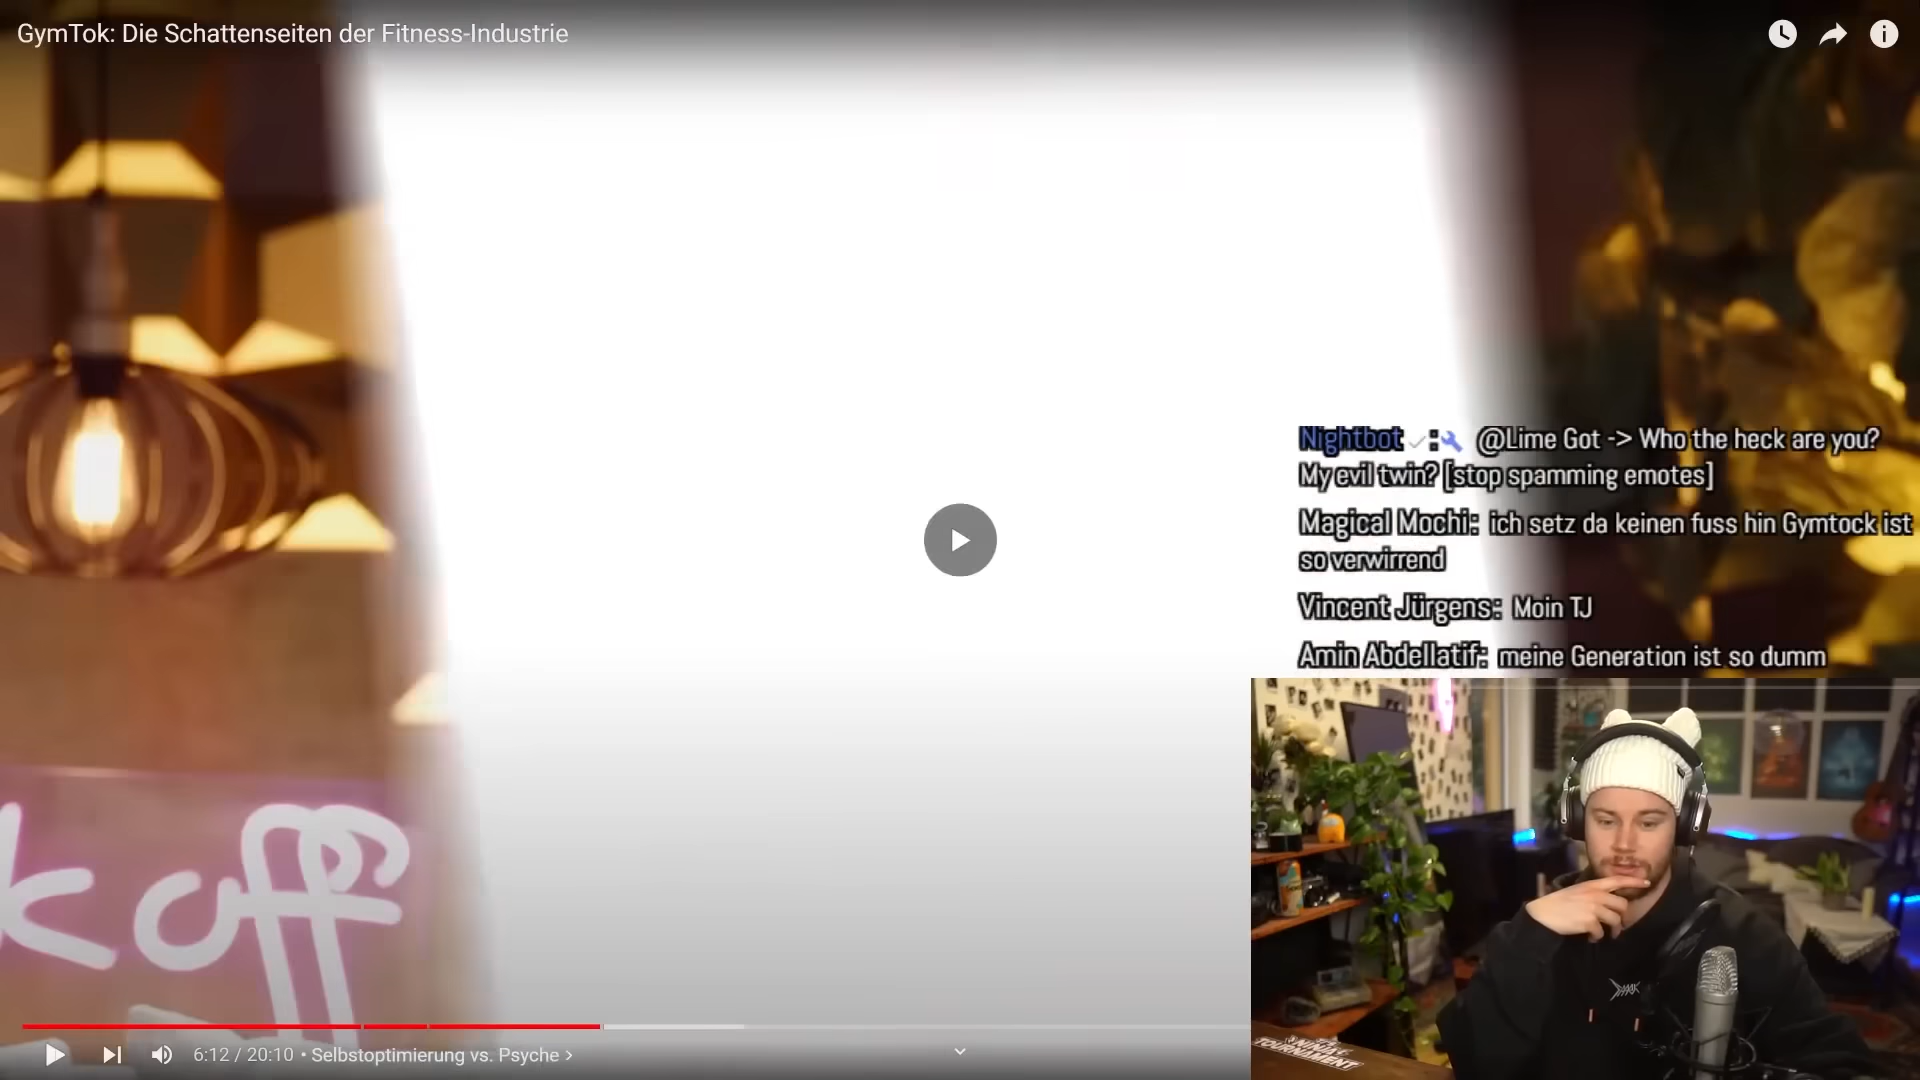 GymTok: Die Schattenseiten der Fitness-Industrie
Nightbot : @Lime Got -> Who the heck are you?
My evil twin? [stop spamming emotes]
Magical Mochi: ich setz da keinen fuss hin Gymtock ist
so verwirrend
Vincent Jürgens: Moin TJ
Amin Abdellatif: meine Generation ist so dumm
k off
6:12 / 20:10 • Selbstoptimierung vs. Psyche
NINJA
TOURNAMENT